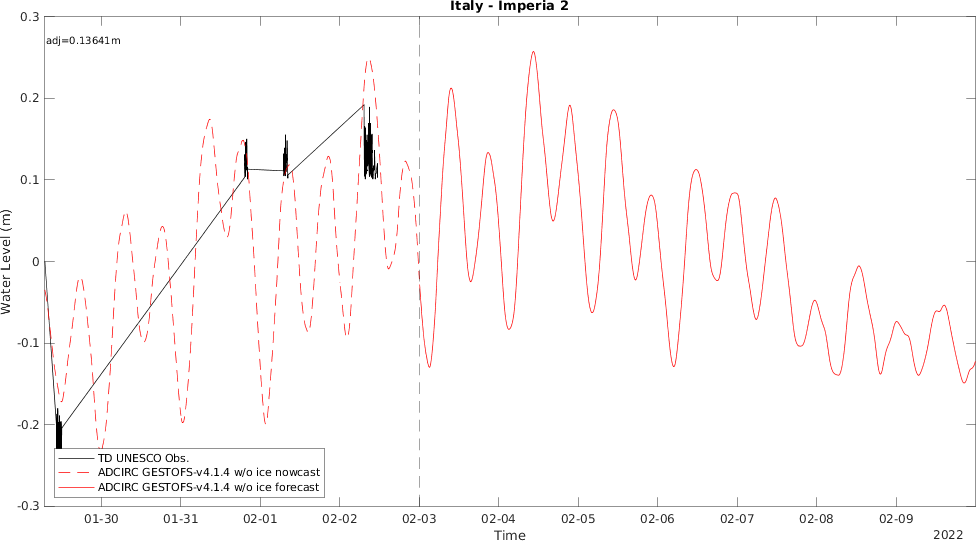 Italy - Imperia 2
adj=0.13641m
0.3
0.2
0.1
0
-0.1
-0.2
-0.3
Water Level (m)
TD UNESCO Obs.
ADCIRC GESTOFS-v4.1.4 w/o ice nowcast
ADCIRC GESTOFS-v4.1.4 w/o ice forecast
01-30 01-31 02-01 02-02 02-03 02-04 02-05 02-06 02-07 02-08 02-09
Time
2022